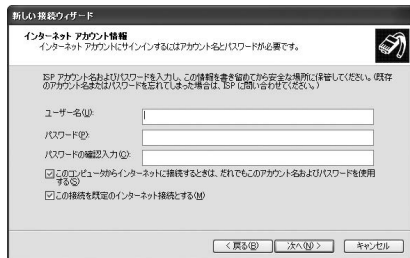 新しい接続ウィザード
インターネット アカウント情報
インターネット アカウントにサインインするにはアカウント名とパスワードが必要です。
ISP アカウント名およびパスワードを入力し、この情報を書き留めてから安全な場所に保管してください。(既存
のアカウント名またはパスワードを忘れてしまった場合は、ISP に問い合わせてください。)
ユーザー名(U):
パスワード(P):
パスワードの確認入力(C):
このコンピュータからインターネットに接続するときは、だれでもこのアカウント名およびパスワードを使用
する(S)
この接続を既定のインターネット接続とする(M)
< 戻る(B)
次へ(N) >
キャンセル